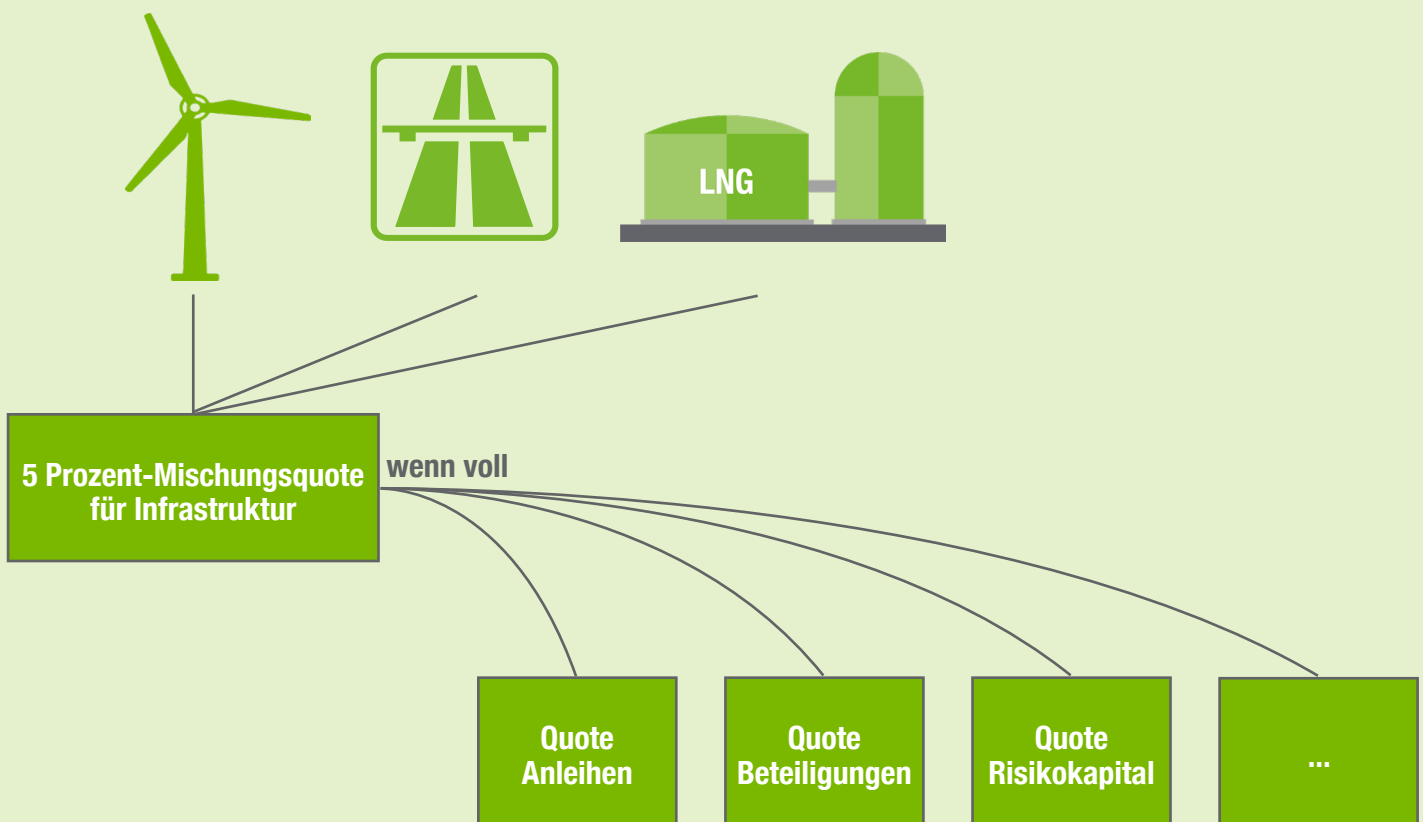 LNG
5 Prozent-Mischungsquote
für Infrastruktur
wenn voll
Quote
Anleihen
Quote
Beteiligungen
Quote
Risikokapital
...